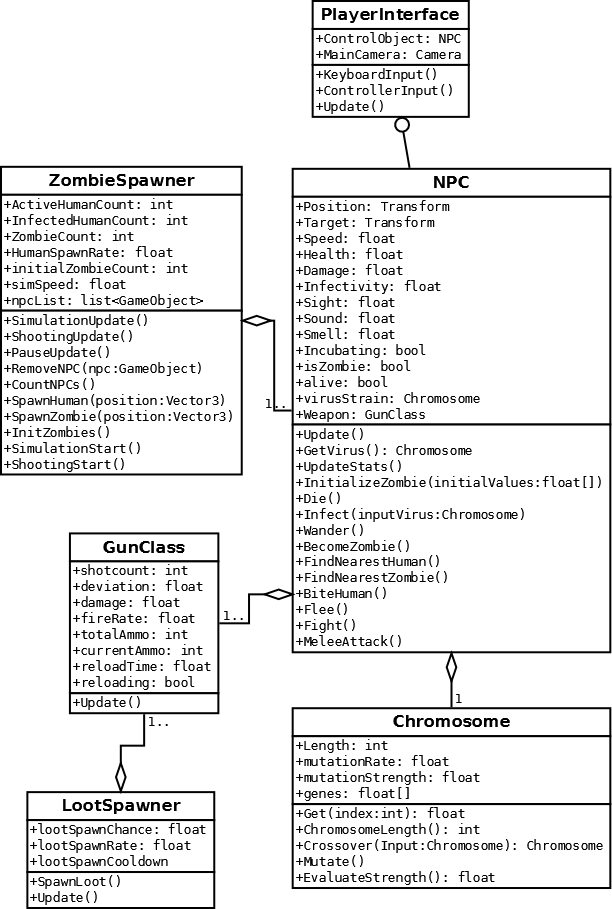 PlayerInterface
+ControlObject: NPC
+MainCamera: Camera
+KeyboardInput()
+ControllerInput()
+Update()
ZombieSpawner
+ActiveHumanCount: int
+InfectedHumanCount: int
+ZombieCount: int
+HumanSpawnRate: float
+initialZombieCount: int
+simSpeed: float
+npcList: list<GameObject>
+SimulationUpdate()
+ShootingUpdate()
+PauseUpdate()
+RemoveNPC(npc:GameObject)
+CountNPCs()
+SpawnHuman(position:Vector3)
+SpawnZombie(position:Vector3)
+InitZombies()
+SimulationStart()
+ShootingStart()
1..
NPC
+Position: Transform
+Target: Transform
+Speed: float
+Health: float
+Damage: float
+Infectivity: float
+Sight: float
+Sound: float
+Smell: float
+Incubating: bool
+isZombie: bool
+alive: bool
+virusStrain: Chromosome
+Weapon: GunClass
+Update()
+GetVirus(): Chromosome
+UpdateStats()
+InitializeZombie(initialValues:float[])
+Die()
+Infect(inputVirus:Chromosome)
+Wander()
+BecomeZombie()
+FindNearestHuman()
+FindNearestZombie()
+BiteHuman()
+Flee()
+Fight()
+MeleeAttack()
GunClass
+shotcount: int
+deviation: float
+damage: float
+fireRate: float
+totalAmmo: int
+currentAmmo: int
+reloadTime: float
+reloading: bool
+Update()
1..
1..
1
Chromosome
+Length: int
+mutationRate: float
+mutationStrength: float
+genes: float[]
+Get(index:int): float
+ChromosomeLength(): int
+Crossover(Input:Chromosome): Chromosome
+Mutate()
+EvaluateStrength(): float
LootSpawner
+lootSpawnChance: float
+lootSpawnRate: float
+lootSpawnCooldown
+SpawnLoot()
+Update()